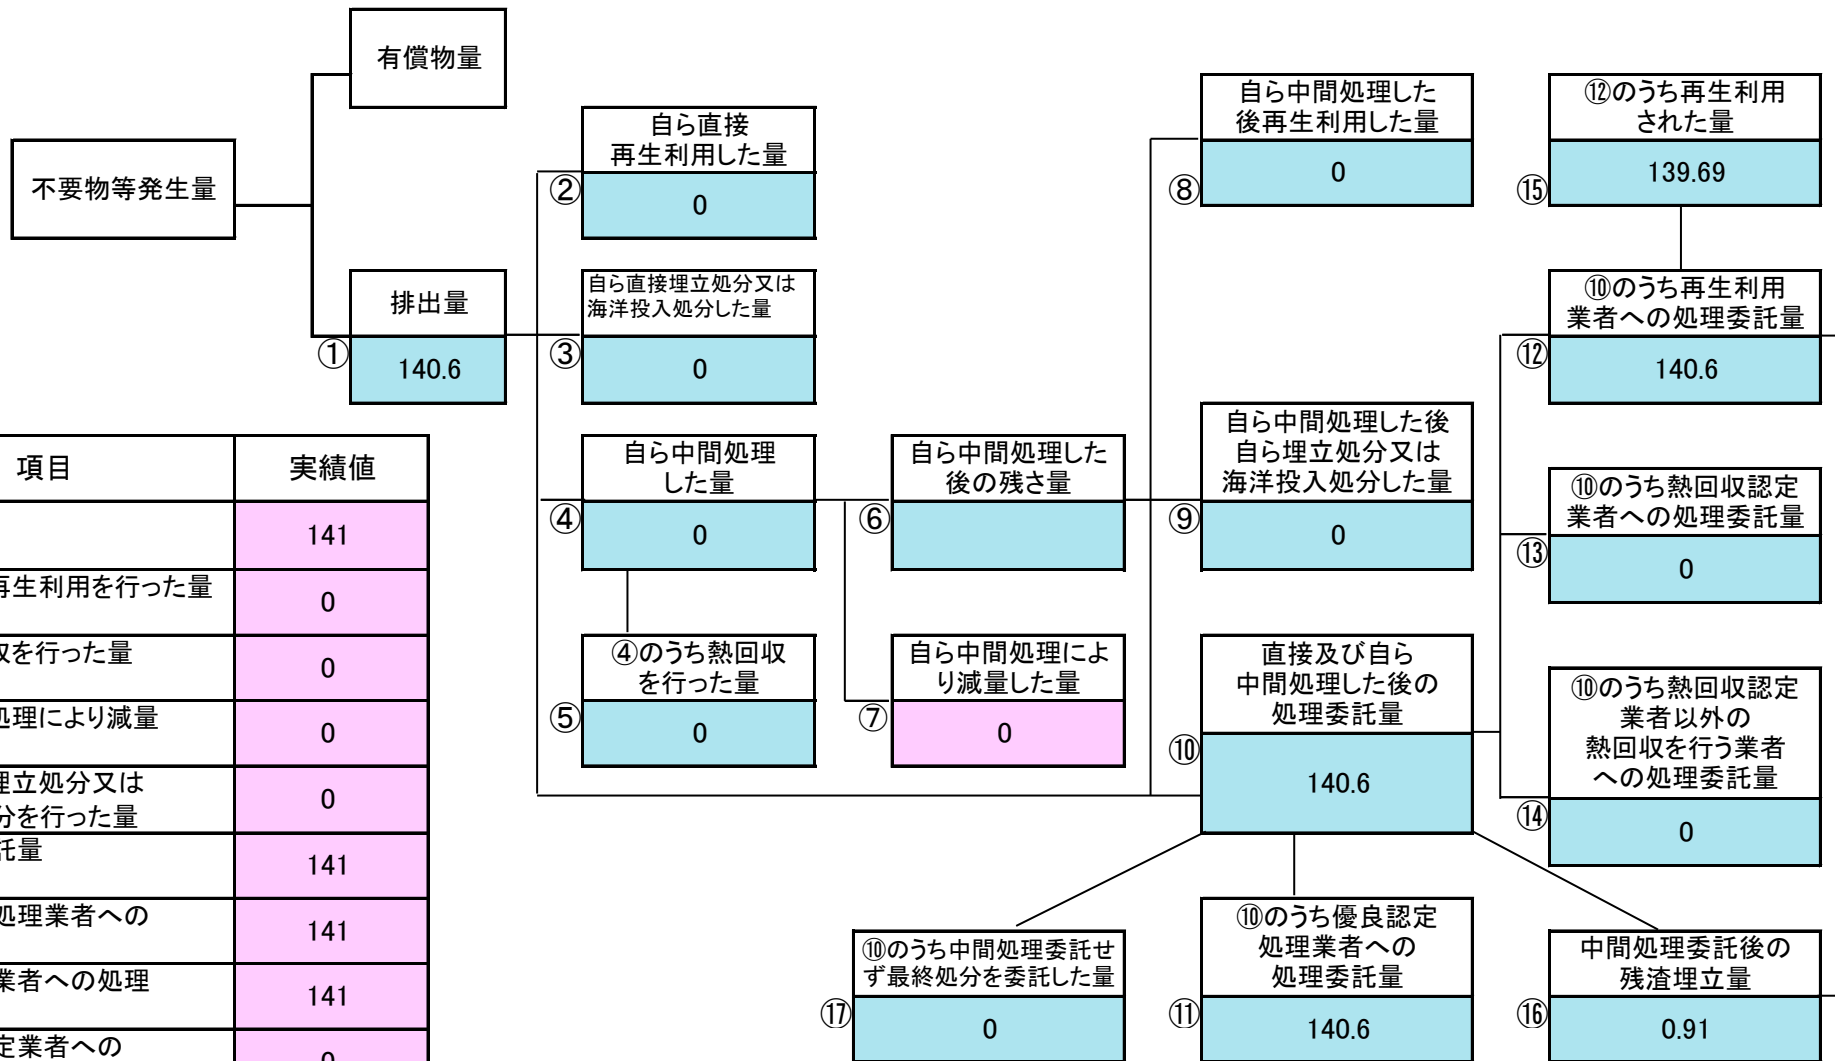 有償物量
不要物等発生量
排出量
①
140.6
自ら直接
再生利用した量
②
0
自ら直接埋立処分又は
海洋投入処分した量
③
0
自ら中間処理
した量
④
0
④のうち熱回収
を行った量
⑤
0
自ら中間処理した
後の残さ量
⑥
自ら中間処理によ
り減量した量
⑦
0
自ら中間処理した
後再生利用した量
⑧
0
自ら中間処理した後
自ら埋立処分又は
海洋投入処分した量
⑨
0
直接及び自ら
中間処理した後の
処理委託量
⑩
140.6
⑩のうち優良認定
処理業者への
処理委託量
⑪
140.6
⑫のうち再生利用
された量
⑮
139.69
⑩のうち再生利用
業者への処理委託量
⑫
140.6
⑩のうち熱回収認定
業者への処理委託量
⑬
0
⑩のうち熱回収認定
業者以外の
熱回収を行う業者
への処理委託量
⑭
0
中間処理委託後の
残渣埋立量
⑯
0.91
⑩のうち中間処理委託せ
ず最終処分を委託した量
⑰
0
項目 実績値
141
再生利用を行った量 0
収を行った量 0
処理により減量 0
埋立処分又は
分を行った量 0
託量 141
処理業者への 141
業者への処理 141
定業者への 0